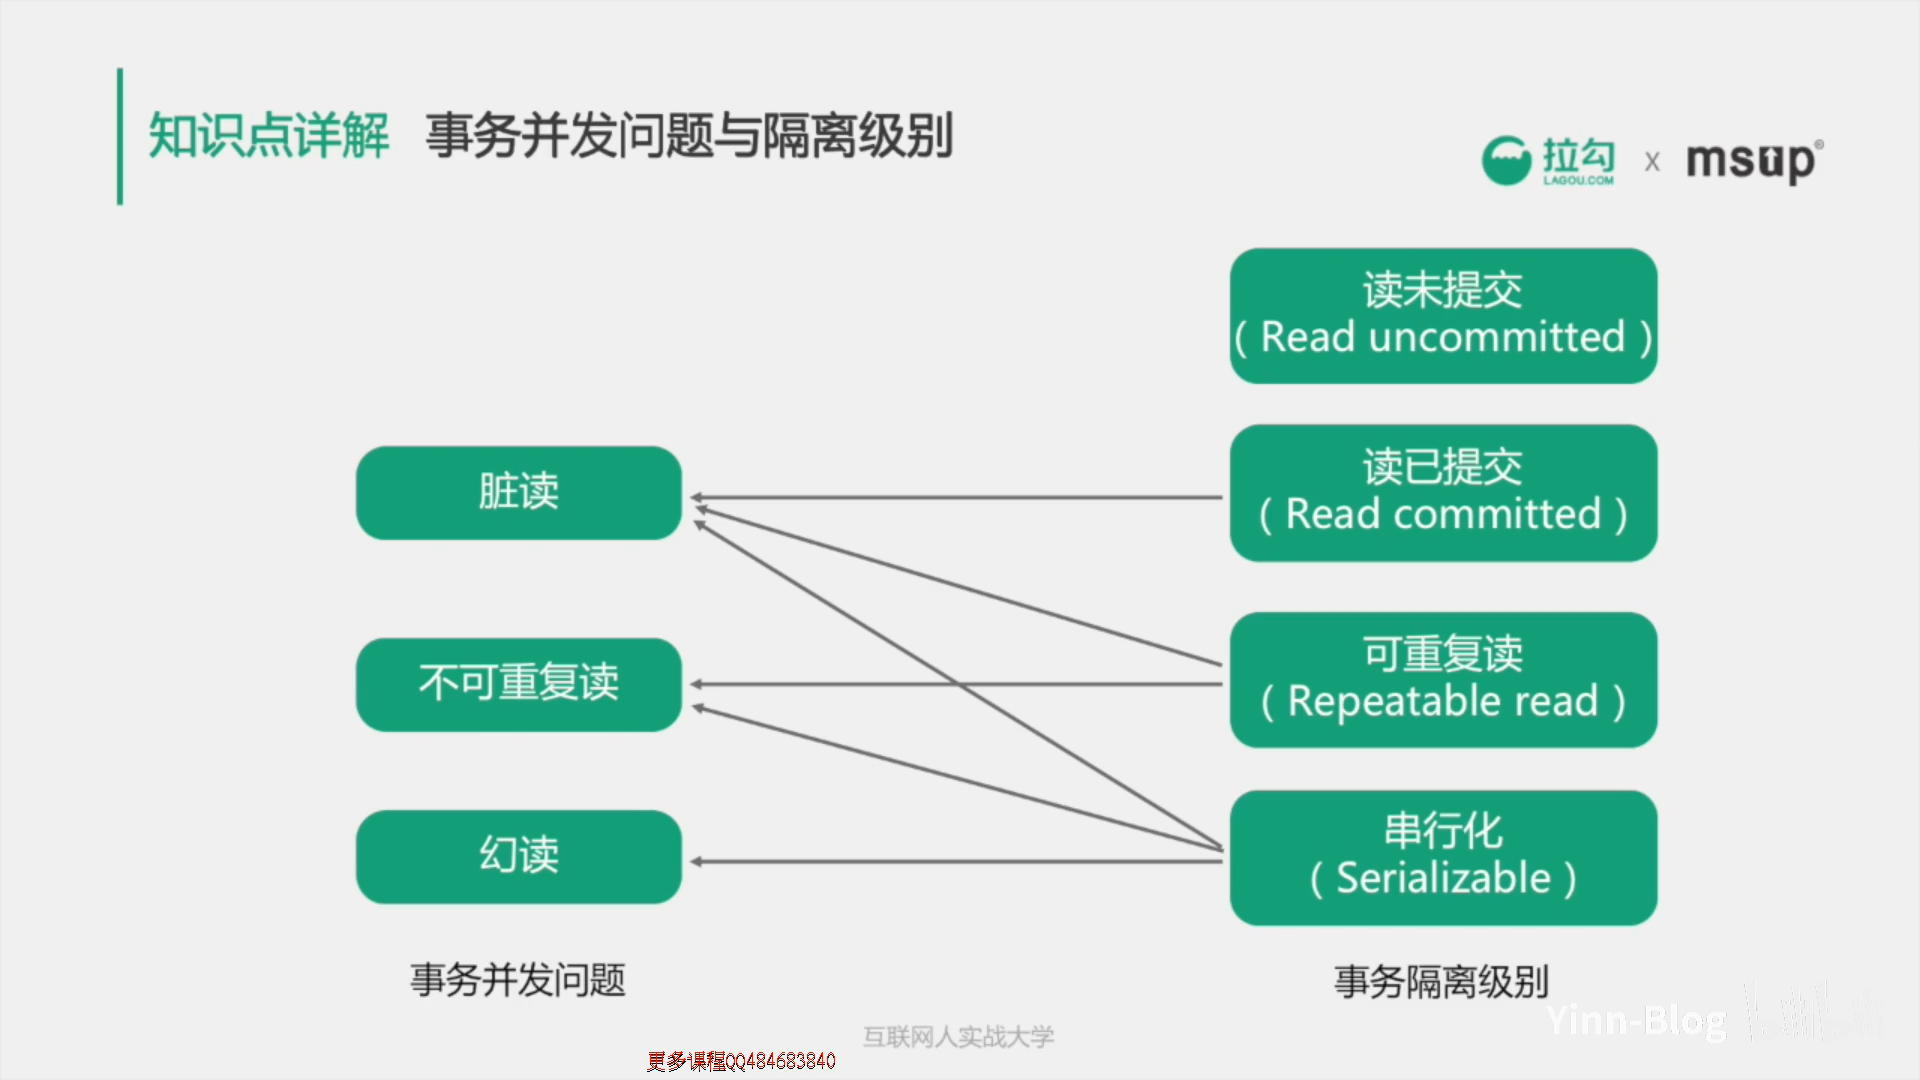 知识点详解 事务并发问题与隔离级别
拉勾
LAGOU.COM
x
msup®
读未提交
（Read uncommitted）
脏读
读已提交
（Read committed）
不可重复读
可重复读
（Repeatable read）
幻读
串行化
（Serializable）
事务并发问题
事务隔离级别
Yinn-Blog
互联网人实战大学
更多课程QQ484683840